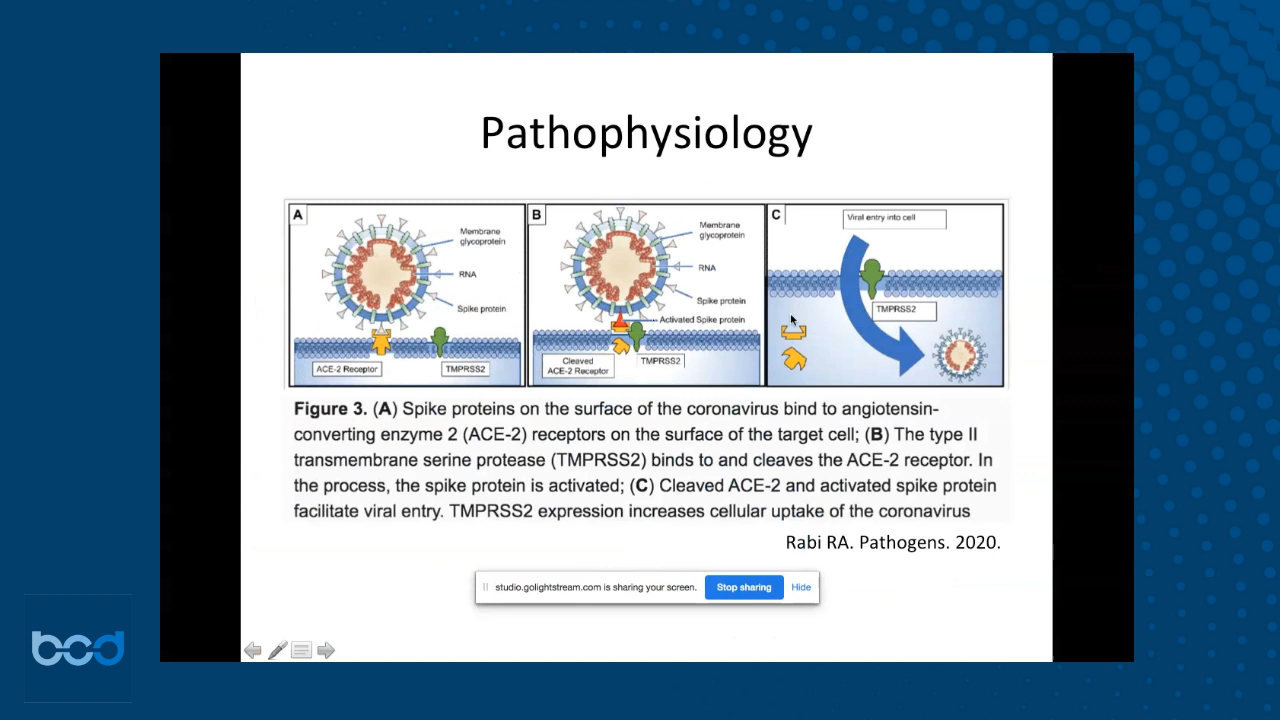 Pathophysiology
A
Membrane
glycoprotein
RNA
Spike protein
ACE-2 Receptor
TMPRSS2
B
Membrane
glycoprotein
RNA
Spike protein
Activated Spike protein
Cleaved
ACE-2 Receptor
TMPRSS2
C
Viral entry into cell
TMPRSS2
Figure 3. (A) Spike proteins on the surface of the coronavirus bind to angiotensin-
converting enzyme 2 (ACE-2) receptors on the surface of the target cell; (B) The type II
transmembrane serine protease (TMPRSS2) binds to and cleaves the ACE-2 receptor. In
the process, the spike protein is activated; (C) Cleaved ACE-2 and activated spike protein
facilitate viral entry. TMPRSS2 expression increases cellular uptake of the coronavirus
Rabi RA. Pathogens. 2020.
studio.golightstream.com is sharing your screen. Stop sharing Hide
bcd